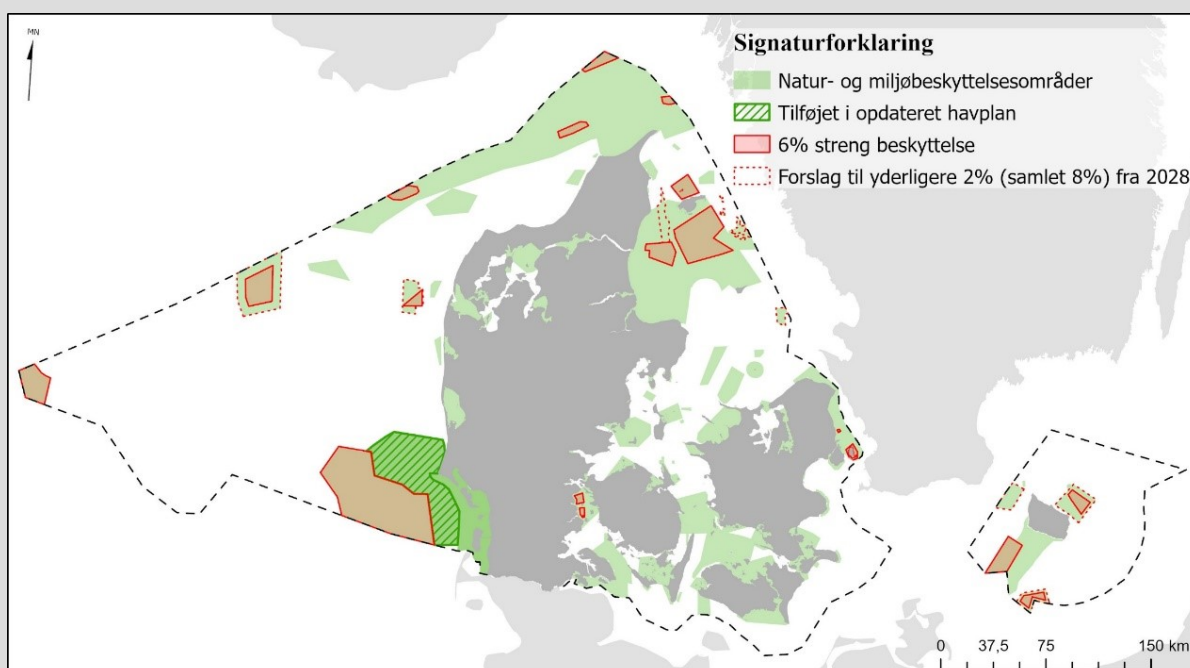 MN
Signaturforklaring
Natur- og miljøbeskyttelsesområder
Tilføjet i opdateret havplan
6% streng beskyttelse
Forslag til yderligere 2% (samlet 8%) fra 2028
0 37,5 75 150 km